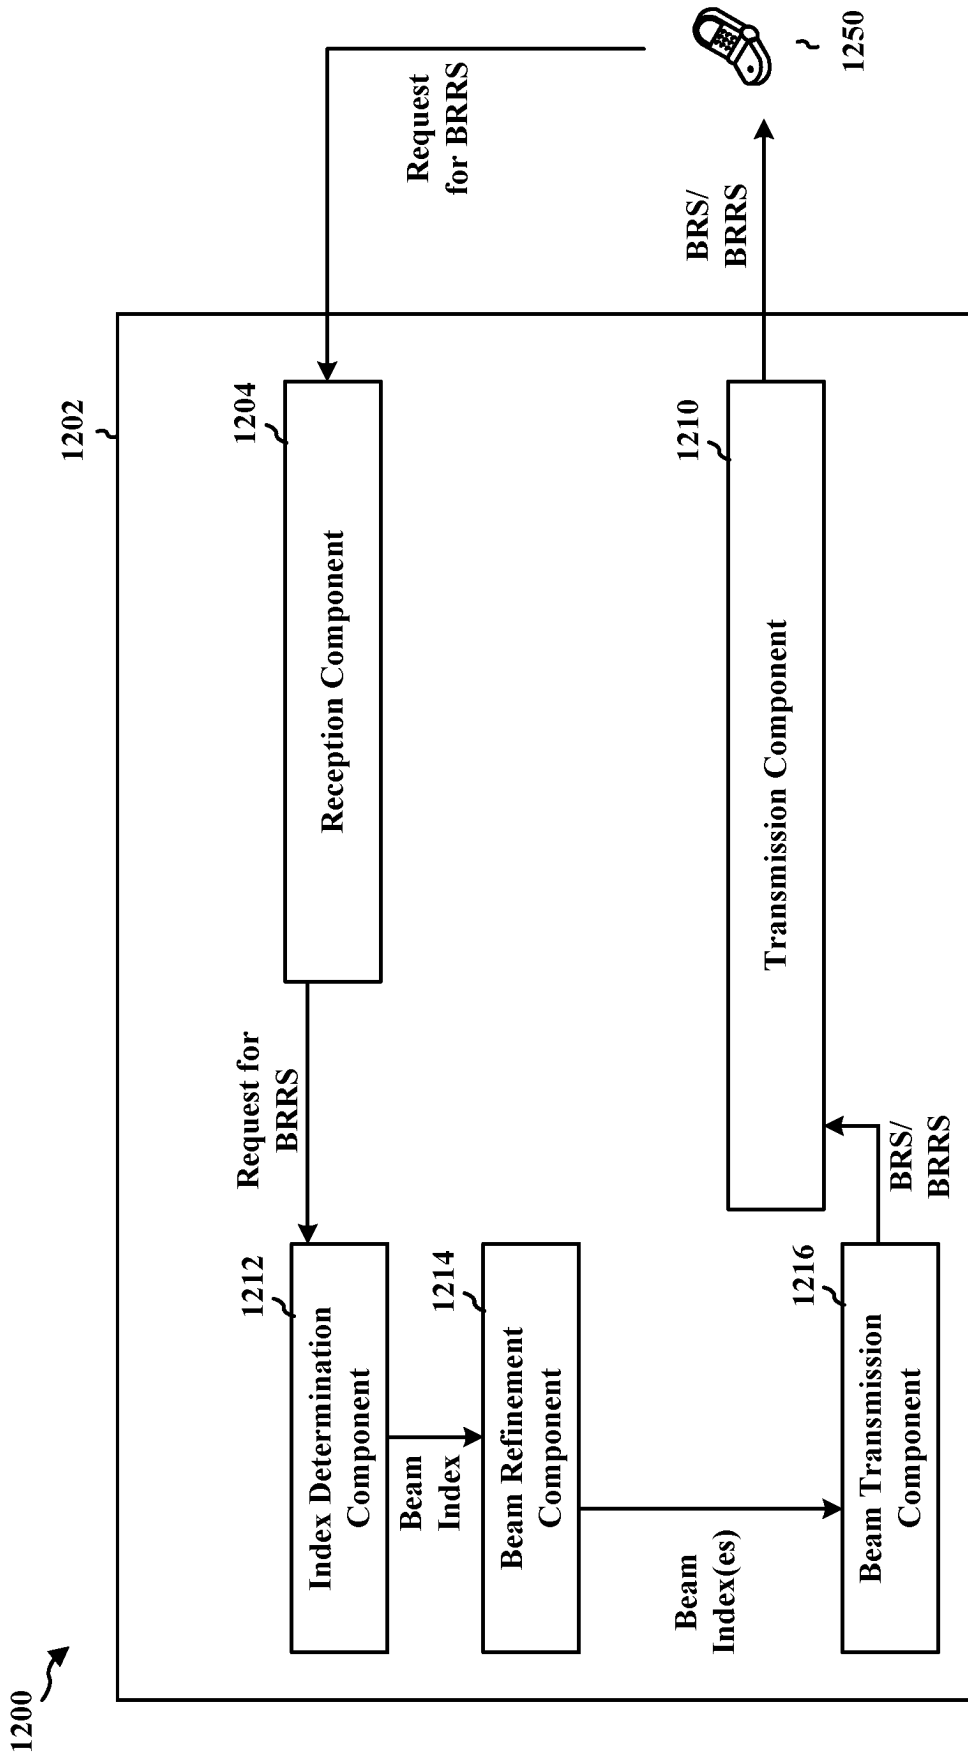 1200
1202
Request
for BRRS
1250
1204
Reception Component
Request for
BRRS
1212
Index Determination
Component
Beam
Index
1214
Beam Refinement
Component
Beam
Index(es)
1216
Beam Transmission
Component
BRS/
BRRS
1210
Transmission Component
BRS/
BRRS